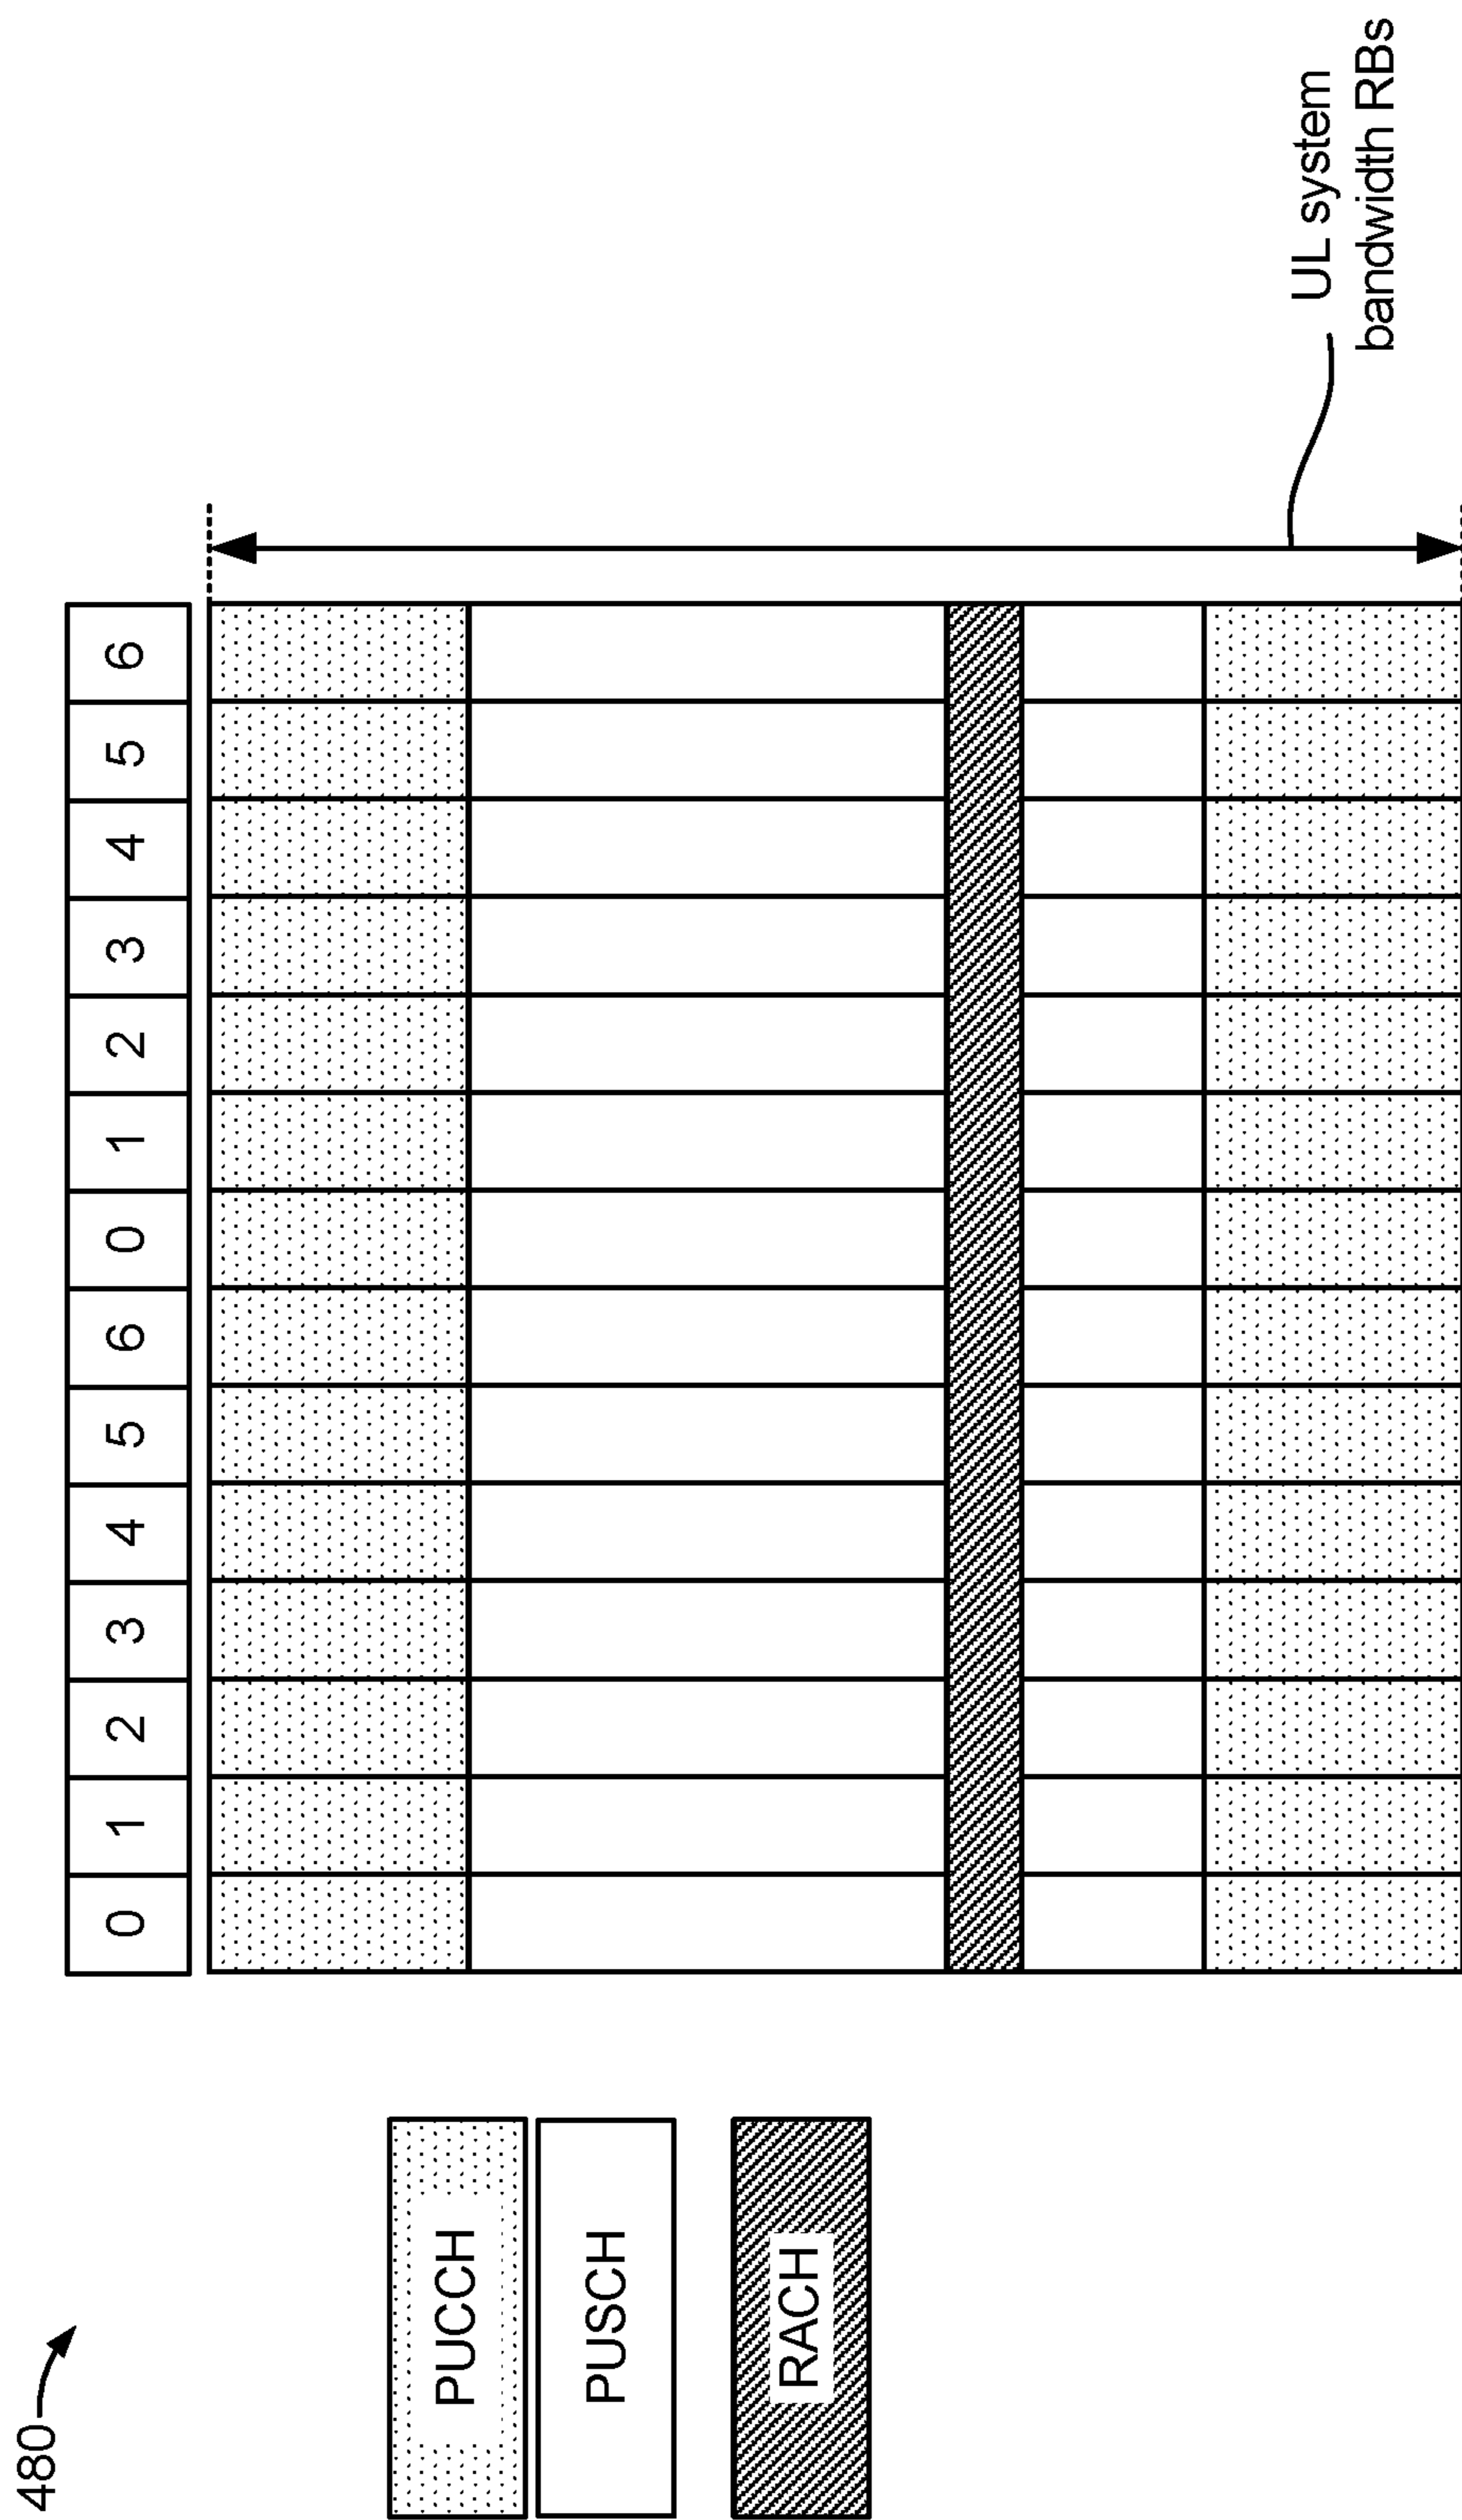 480
0 1 2 3 4 5 6 0 1 2 3 4 5 6
PUCCH
PUSCH
RACH
UL system
bandwidth RBs